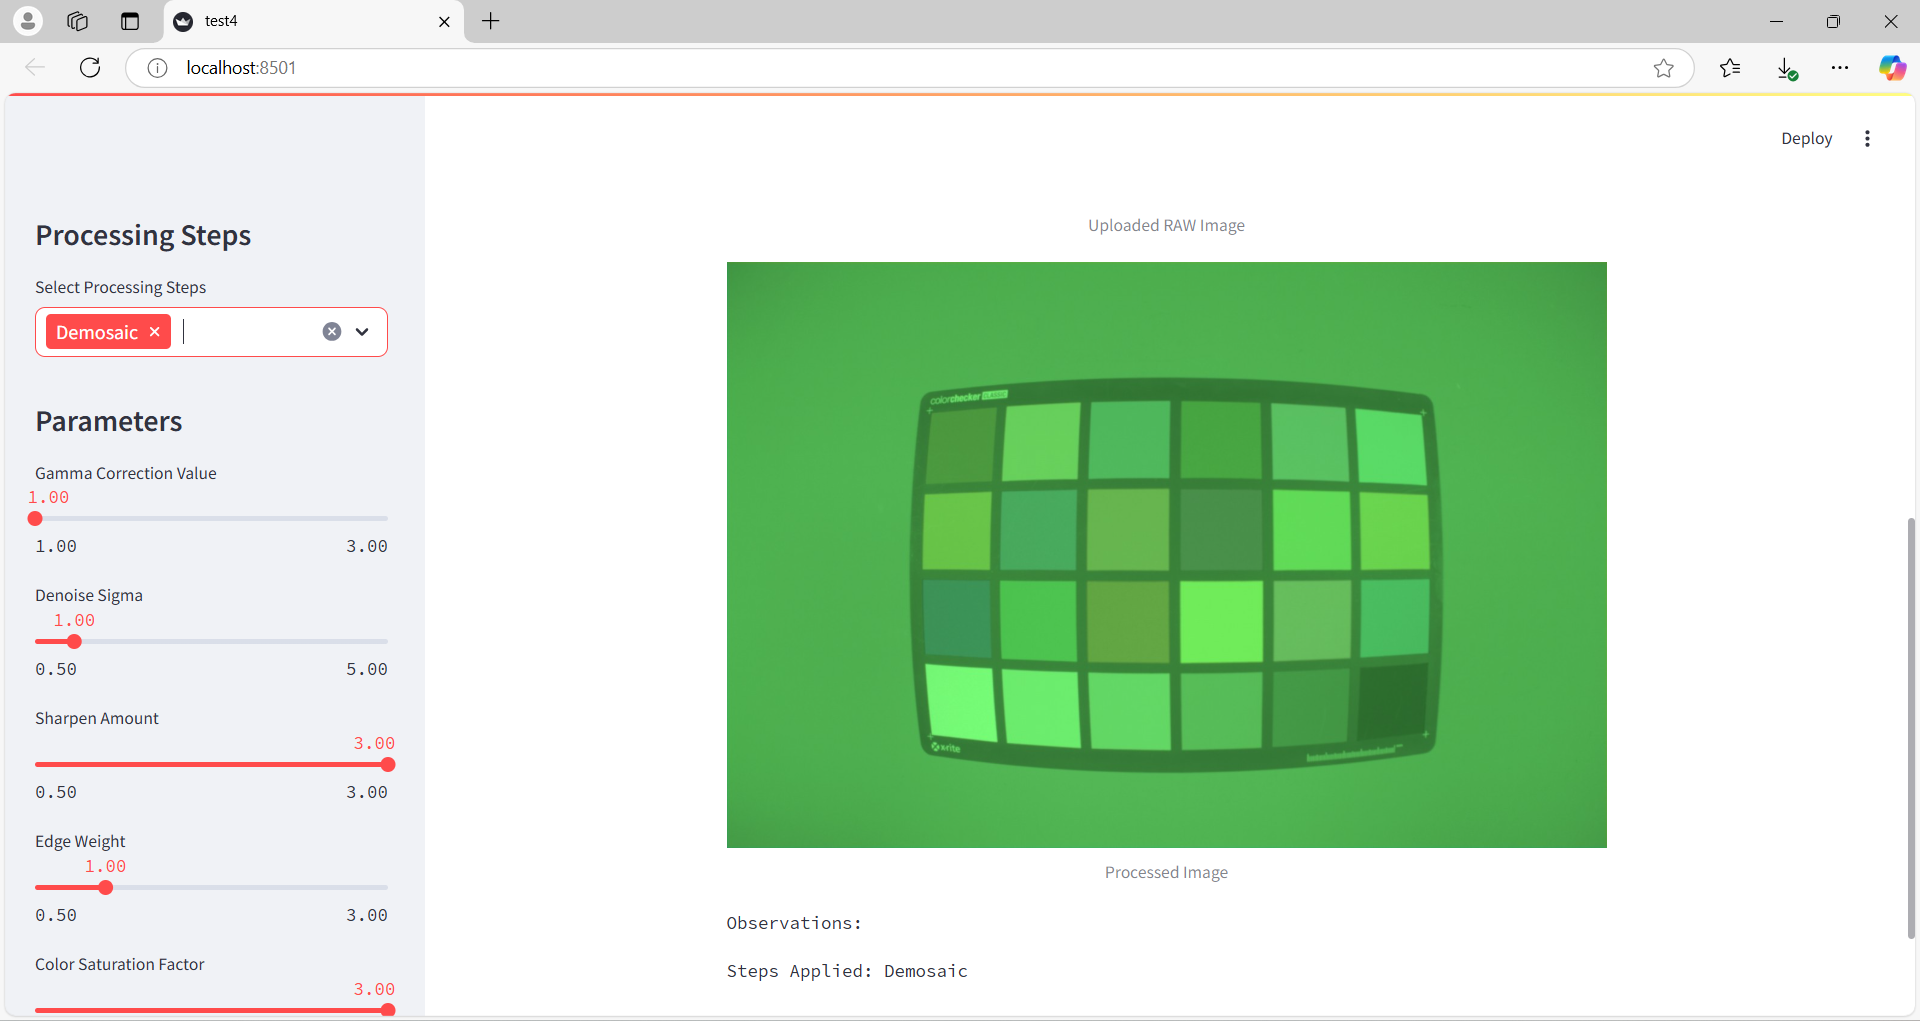 test4
localhost:8501
Deploy
Processing Steps
Select Processing Steps
Demosaic
Parameters
Gamma Correction Value
1.00
1.00 3.00
Denoise Sigma
1.00
0.50 5.00
Sharpen Amount
3.00
0.50 3.00
Edge Weight
1.00
0.50 3.00
Color Saturation Factor
3.00
Uploaded RAW Image
colorchecker CLASSIC
x-rite
Processed Image
Observations:
Steps Applied: Demosaic